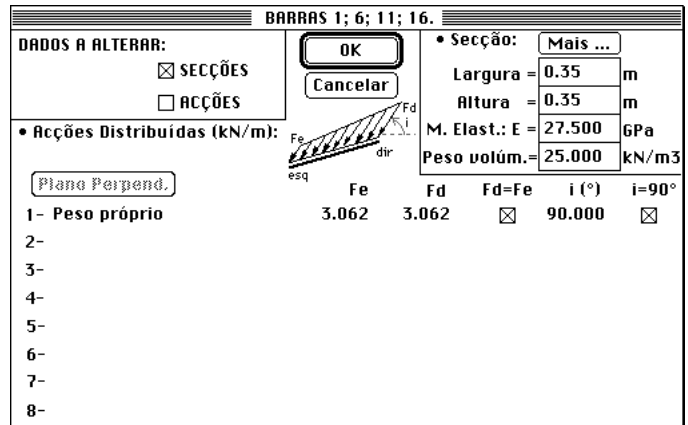 BARRAS 1; 6; 11; 16.
DADOS A ALTERAR:
SECÇÕES
ACÇÕES
OK
Cancelar
• Secção: Mais ...
Largura = 0.35 m
Altura = 0.35 m
M. Elast.: E = 27.500 GPa
Peso volúm.= 25.000 kN/m3
• Acções Distribuídas (kN/m):
Fe Fd i
esq dir
Plano Perpend.
Fe Fd Fd=Fe i (°) i=90°
1- Peso próprio 3.062 3.062 90.000
2-
3-
4-
5-
6-
7-
8-